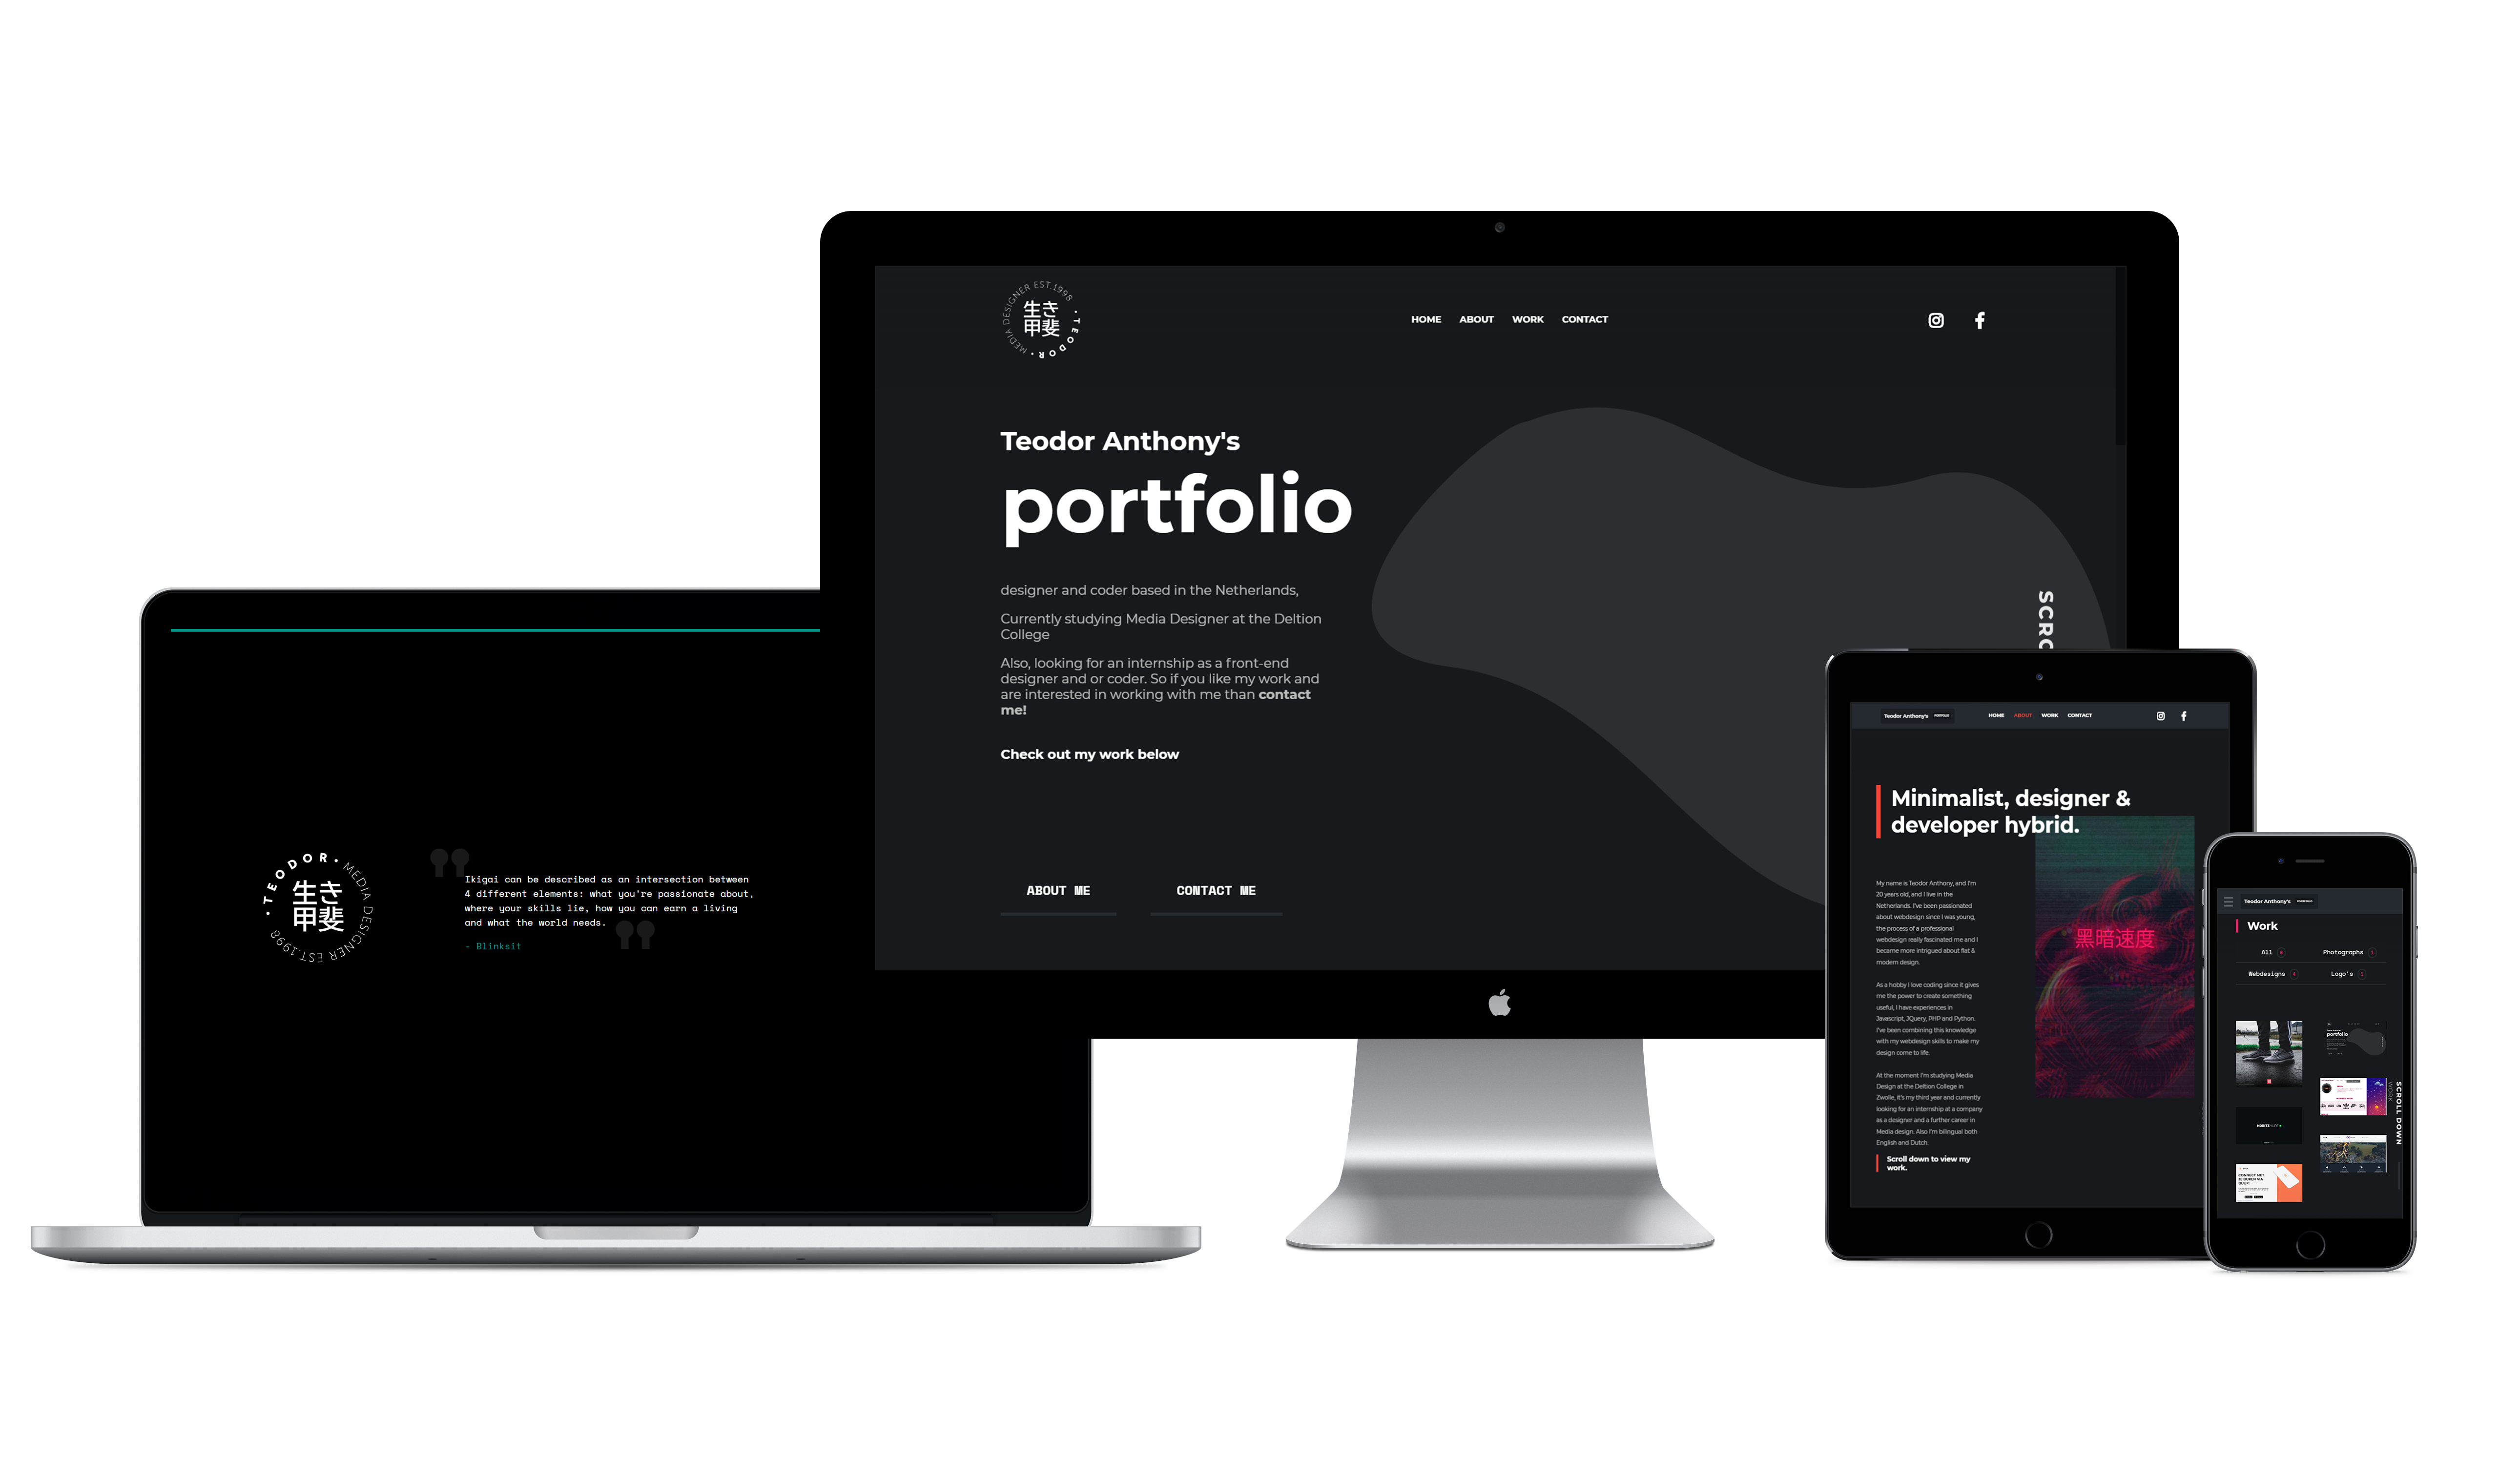 MEDIA DESIGNER EST.1998 • TEODOR •
生き
甲斐
HOME ABOUT WORK CONTACT
Teodor Anthony's
portfolio
designer and coder based in the Netherlands,
Currently studying Media Designer at the Deltion
College
Also, looking for an internship as a front-end
designer and or coder. So if you like my work and
are interested in working with me than contact
me!
Check out my work below
ABOUT ME CONTACT ME
SCRO
• TEODOR • MEDIA DESIGNER EST.1998
生き
甲斐
Ikigai can be described as an intersection between
4 different elements: what you're passionate about,
where your skills lie, how you can earn a living
and what the world needs.
- Blinksit
Teodor Anthony's PORTFOLIO HOME ABOUT WORK CONTACT
Minimalist, designer &
developer hybrid.
My name is Teodor Anthony, and I'm
20 years old, and I live in the
Netherlands. I've been passionated
about webdesign since I was young,
the process of a professional
webdesign really fascinated me and I
became more intrigued about flat &
modern design.
As a hobby I love coding since it gives
me the power to create something
useful, I have experiences in
Javascript, JQuery, PHP and Python.
I've been combining this knowledge
with my webdesign skills to make my
design come to life.
At the moment I'm studying Media
Design at the Deltion College in
Zwolle, it's my third year and currently
looking for an internship at a company
as a designer and a further career in
Media design. Also I'm bilingual both
English and Dutch.
Scroll down to view my
work.
黑暗速度
Teodor Anthony's PORTFOLIO
Work
All Photographs
Webdesigns Logo's
portfolio
CONNECT MET
JE BUREN VIA
BUUF!
SCROLL DOWN
WORK